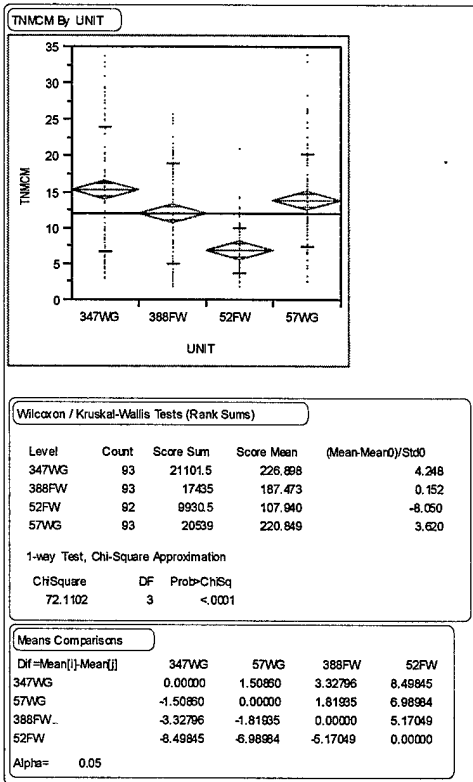 TNMCM By UNIT
35
30
25
20
15
10
5
0
TNMCM
347WG 388FW 52FW 57WG
UNIT
Wilcoxon / Kruskal-Wallis Tests (Rank Sums)
Level Count Score Sum Score Mean (Mean-Mean0)/Std0
347WG 93 21101.5 226.898 4.248
388FW 93 17435 187.473 0.152
52FW 92 9930.5 107.940 -8.050
57WG 93 20539 220.849 3.620
1-way Test, Chi-Square Approximation
ChiSquare DF Prob>ChiSq
72.1102 3 <.0001
Means Comparisons
Dif=Mean[i]-Mean[j] 347WG 57WG 388FW 52FW
347WG 0.00000 1.50860 3.32796 8.49845
57WG -1.50860 0.00000 1.81935 6.98984
388FW -3.32796 -1.81935 0.00000 5.17049
52FW -8.49845 -6.98984 -5.17049 0.00000
Alpha= 0.05